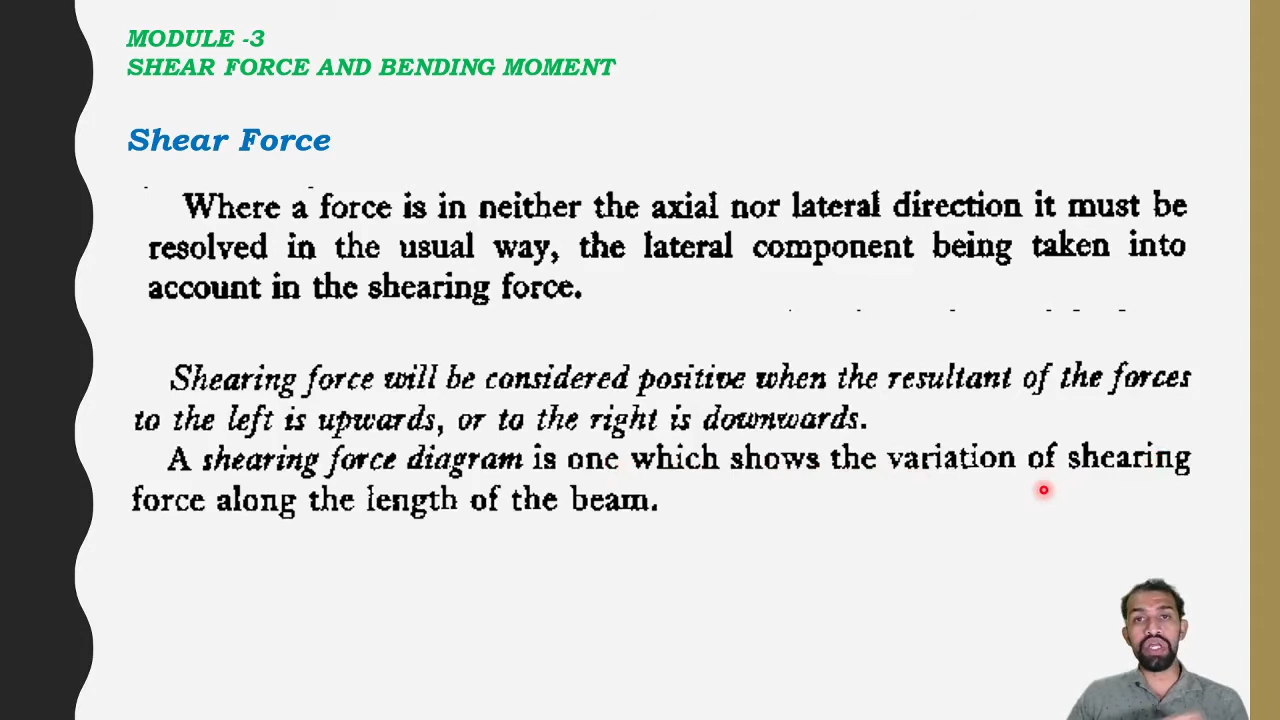 MODULE -3
SHEAR FORCE AND BENDING MOMENT
Shear Force
Where a force is in neither the axial nor lateral direction it must be
resolved in the usual way, the lateral component being taken into
account in the shearing force.
Shearing force will be considered positive when the resultant of the forces
to the left is upwards, or to the right is downwards.
A shearing force diagram is one which shows the variation of shearing
force along the length of the beam.